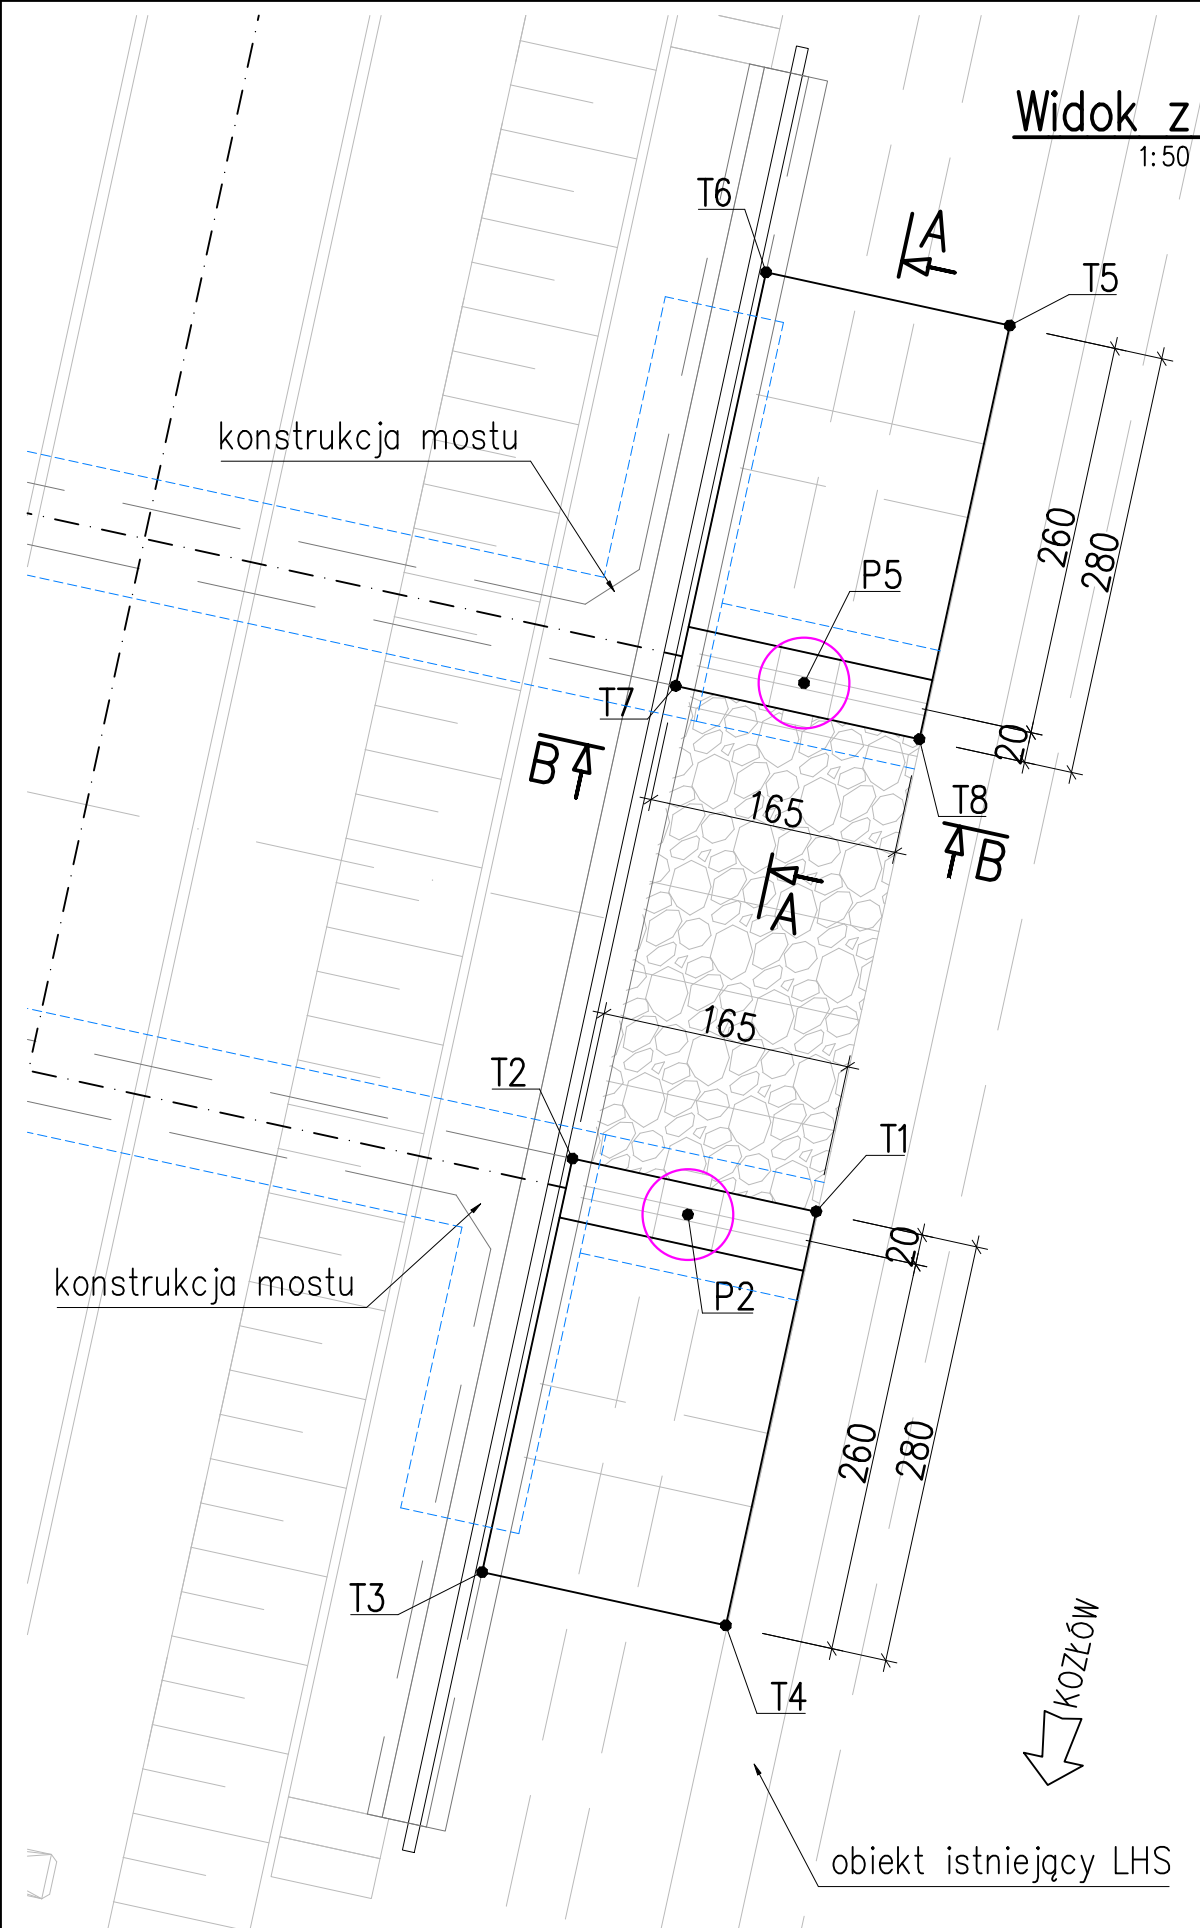 Widok z
1:50
T6
A
T5
konstrukcja mostu
260
280
P5
T7
20
B
T8
165
B
A
165
T2
T1
20
konstrukcja mostu
P2
260
280
T3
KOZŁÓW
T4
obiekt istniejący LHS